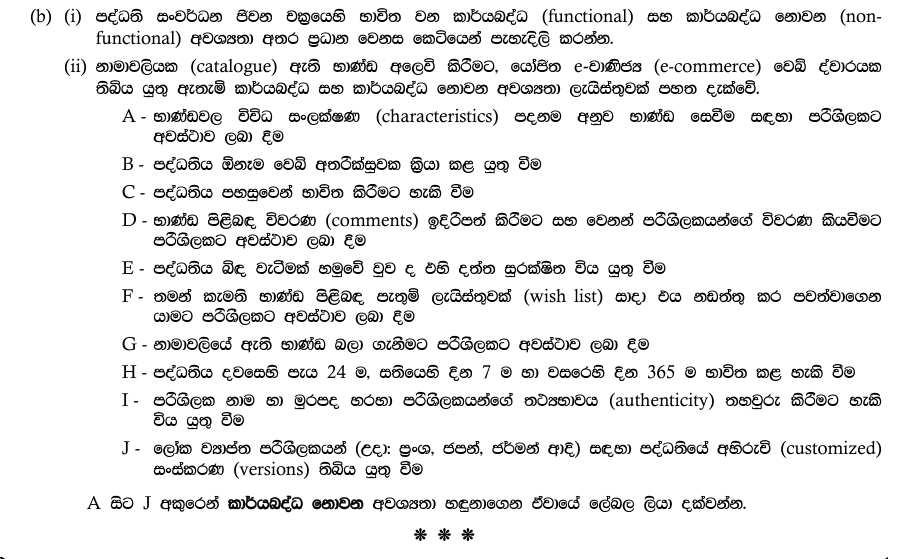 (b) (i) පද්ධති සංවර්ධන ජීවන චක්‍රයෙහි භාවිත වන කාර්යබද්ධ (functional) සහ කාර්යබද්ධ නොවන (non-
functional) අවශ්‍යතා අතර ප්‍රධාන වෙනස කෙටියෙන් පැහැදිලි කරන්න.
(ii) නාමාවලියක (catalogue) ඇති භාණ්ඩ අලෙවි කිරීමට, යෝජිත e-වාණිජ්‍ය (e-commerce) වෙබ් ද්වාරයක
තිබිය යුතු ඇතැම් කාර්යබද්ධ සහ කාර්යබද්ධ නොවන අවශ්‍යතා ලැයිස්තුවක් පහත දැක්වේ.
A - භාණ්ඩවල විවිධ සංලක්ෂණ (characteristics) පදනම අනුව භාණ්ඩ සෙවීම සඳහා පරිශීලකට
අවස්ථාව ලබා දීම
B - පද්ධතිය ඕනෑම වෙබ් අතරික්සුවක ක්‍රියා කළ යුතු වීම
C - පද්ධතිය පහසුවෙන් භාවිත කිරීමට හැකි වීම
D - භාණ්ඩ පිළිබඳ විවරණ (comments) ඉදිරිපත් කිරීමට සහ වෙනත් පරිශීලකයන්ගේ විවරණ කියවීමට
පරිශීලකට අවස්ථාව ලබා දීම
E - පද්ධතිය බිඳ වැටීමක් හමුවේ වුව ද එහි දත්ත සුරක්ෂිත විය යුතු වීම
F - තමන් කැමති භාණ්ඩ පිළිබඳ පැතුම් ලැයිස්තුවක් (wish list) සාදා එය නඩත්තු කර පවත්වාගෙන
යාමට පරිශීලකට අවස්ථාව ලබා දීම
G - නාමාවලියේ ඇති භාණ්ඩ බලා ගැනීමට පරිශීලකට අවස්ථාව ලබා දීම
H - පද්ධතිය දවසෙහි පැය 24 ම, සතියෙහි දින 7 ම හා වසරෙහි දින 365 ම භාවිත කළ හැකි වීම
I - පරිශීලක නාම හා මුරපද හරහා පරිශීලකයන්ගේ තථ්‍යභාවය (authenticity) තහවුරු කිරීමට හැකි
විය යුතු වීම
J - ලෝක ව්‍යාප්ත පරිශීලකයන් (උදා: ප්‍රංශ, ජපන්, ජර්මන් ආදි) සඳහා පද්ධතියේ අභිරුචි (customized)
සංස්කරණ (versions) තිබිය යුතු වීම
A සිට J අකුරෙන් කාර්යබද්ධ නොවන අවශ්‍යතා හඳුනාගෙන ඒවායේ ලේබල ලියා දක්වන්න.
* * *